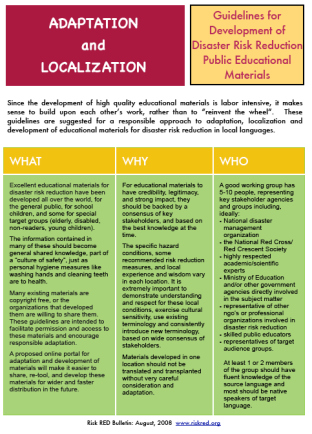 ADAPTATION
and
LOCALIZATION
Guidelines for
Development of
Disaster Risk Reduction
Public Educational
Materials
Since the development of high quality educational materials is labor intensive, it makes
sense to build upon each other's work, rather than to "reinvent the wheel". These
guidelines are suggested for a responsible approach to adaptation, localization and
development of educational materials for disaster risk reduction in local languages.
WHAT
Excellent educational materials for
disaster risk reduction have been
developed all over the world, for
the general public, for school
children, and some for special
target groups (elderly, disabled,
non-readers, young children).
The information contained in
many of these should become
general shared knowledge, part of
a "culture of safety", just as
personal hygiene measures like
washing hands and cleaning teeth
are to health.
Many existing materials are
copyright free, or the
organizations that developed
them are willing to share them.
These guidelines are intended to
facilitate permission and access to
these materials and encourage
responsible adaptation.
A proposed online portal for
adaptation and development of
materials will make it easier to
share, re-tool, and develop these
materials for wider and faster
distribution in the future.
WHY
For educational materials to
have credibility, legitimacy,
and strong impact, they
should be backed by a
consensus of key
stakeholders, and based on
the best knowledge at the
time.
The specific hazard
conditions, some
recommended risk reduction
measures, and local
experience and wisdom vary
in each location. It is
extremely important to
demonstrate understanding
and respect for these local
conditions, exercise cultural
sensitivity, use existing
terminology and consistently
introduce new terminology,
based on wide consensus of
stakeholders.
Materials developed in one
location should not be
translated and transplanted
without very careful
consideration and
adaptation.
WHO
A good working group has
5-10 people, representing
key stakeholder agencies
and groups including,
ideally:
• National disaster
management
organization
• the National Red Cross/
Red Crescent Society
• highly respected
academic/scientific
experts
• Ministry of Education
and/or other government
agencies directly involved
in the subject matter
• representative of other
ngo's or professional
organizations involved in
disaster risk reduction
• skilled public educators
• representatives of target
audience groups.
At least 1 or 2 members
of the group should have
fluent knowledge of the
source language and
most should be native
speakers of target
language.
Risk RED Bulletin: August, 2008 www.riskred.org